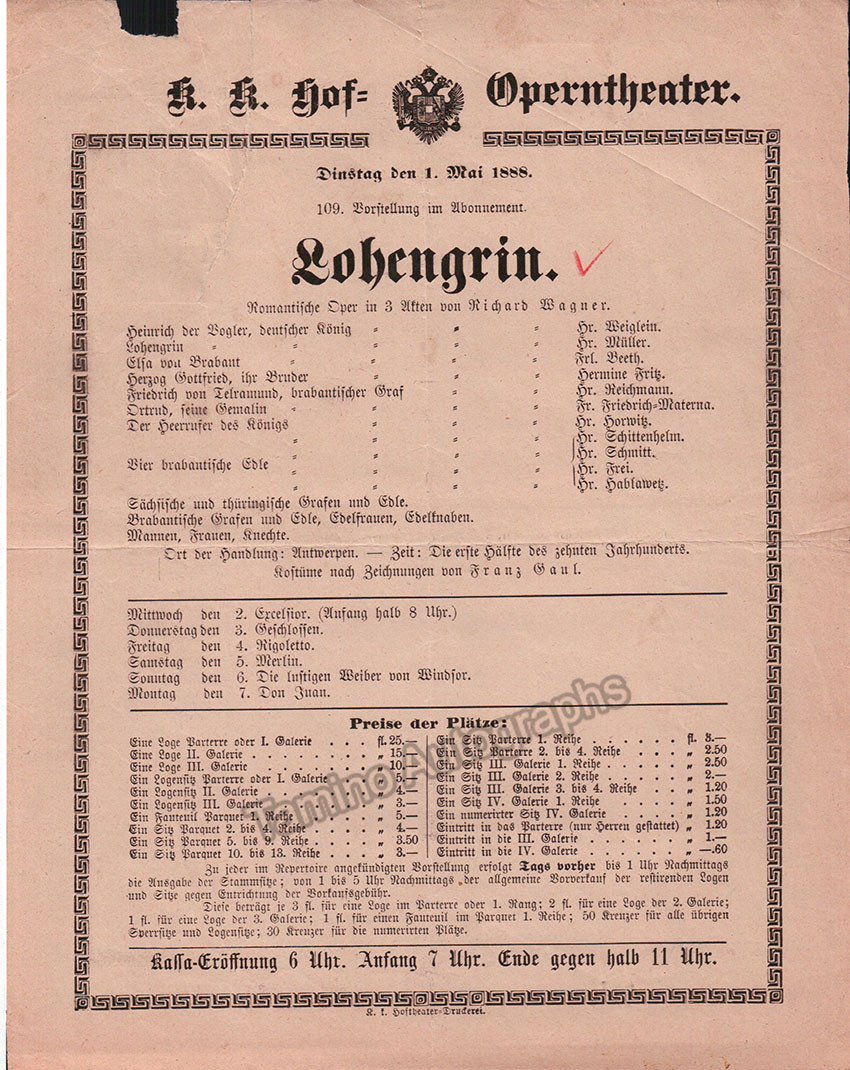 K. K. Hof= Operntheater.
Dinstag den 1. Mai 1888.
109. Vorstellung im Abonnement.
Lohengrin.
Romantische Oper in 3 Akten von Richard Wagner.
Heinrich der Vogler, deutscher König = = = Hr. Weiglein.
Lohengrin = = = = Hr. Müller.
Elsa von Brabant = = = Frl. Beeth.
Herzog Gottfried, ihr Bruder = = Hermine Fritz.
Friedrich von Telramund, brabantischer Graf = = Hr. Reichmann.
Ortrud, seine Gemalin = = = Fr. Friedrich=Materna.
Der Heerrufer des Königs = = = Hr. Horwitz.
Vier brabantische Edle = = =
Hr. Schittenhelm.
Hr. Schmitt.
Hr. Frei.
Hr. Hablawetz.
Sächsische und thüringische Grafen und Edle.
Brabantische Grafen und Edle, Edelfrauen, Edelknaben.
Mannen, Frauen, Knechte.
Ort der Handlung: Antwerpen. — Zeit: Die erste Hälfte des zehnten Jahrhunderts.
Kostüme nach Zeichnungen von Franz Gaul.
Mittwoch den 2. Excelsior. (Anfang halb 8 Uhr.)
Donnerstag den 3. Geschlossen.
Freitag den 4. Rigoletto.
Samstag den 5. Merlin.
Sonntag den 6. Die lustigen Weiber von Windsor.
Montag den 7. Don Juan.
Preise der Plätze:
Eine Loge Parterre oder I. Galerie . . . fl. 25.—
Eine Loge II. Galerie . . . . . . . „ 15.—
Eine Loge III. Galerie . . . . . . . „ 10.—
Ein Logensitz Parterre oder I. Galerie . . . „ 5.—
Ein Logensitz II. Galerie . . . . . . „ 4.—
Ein Logensitz III. Galerie . . . . . . „ 3.—
Ein Fauteuil Parquet 1. Reihe . . . . „ 5.—
Ein Sitz Parquet 2. bis 4. Reihe . . . . „ 4.—
Ein Sitz Parquet 5. bis 9. Reihe . . . . „ 3.50
Ein Sitz Parquet 10. bis 13. Reihe . . . „ 3.—
Ein Sitz Parterre 1. Reihe . . . . . fl. 3.—
Ein Sitz Parterre 2. bis 4. Reihe . . . . „ 2.50
Ein Sitz III. Galerie 1. Reihe . . . . . „ 2.50
Ein Sitz III. Galerie 2. Reihe . . . . . „ 2.—
Ein Sitz III. Galerie 3. bis 4. Reihe . . . „ 1.20
Ein Sitz IV. Galerie 1. Reihe . . . . . „ 1.50
Ein numerirter Sitz IV. Galerie . . . . „ 1.20
Eintritt in das Parterre (nur Herren gestattet) „ 1.20
Eintritt in die III. Galerie . . . . . . „ 1.—
Eintritt in die IV. Galerie . . . . . . „ —.60
Zu jeder im Repertoire angekündigten Vorstellung erfolgt Tags vorher bis 1 Uhr Nachmittags
die Ausgabe der Stammsitze; von 1 bis 5 Uhr Nachmittags „der allgemeine Vorverkauf der restirenden Logen
und Sitze gegen Entrichtung der Vorkaufsgebühr.
Diese beträgt je 3 fl. für eine Loge im Parterre oder 1. Rang; 2 fl. für eine Loge der 2. Galerie;
1 fl. für eine Loge der 3. Galerie; 1 fl. für einen Fauteuil im Parquet 1. Reihe; 50 Kreuzer für alle übrigen
Sperrsitze und Logensitze; 30 Kreuzer für die numerirten Plätze.
Kassa-Eröffnung 6 Uhr. Anfang 7 Uhr. Ende gegen halb 11 Uhr.
K. k. Hoftheater=Druckerei.
Tamino Autographs